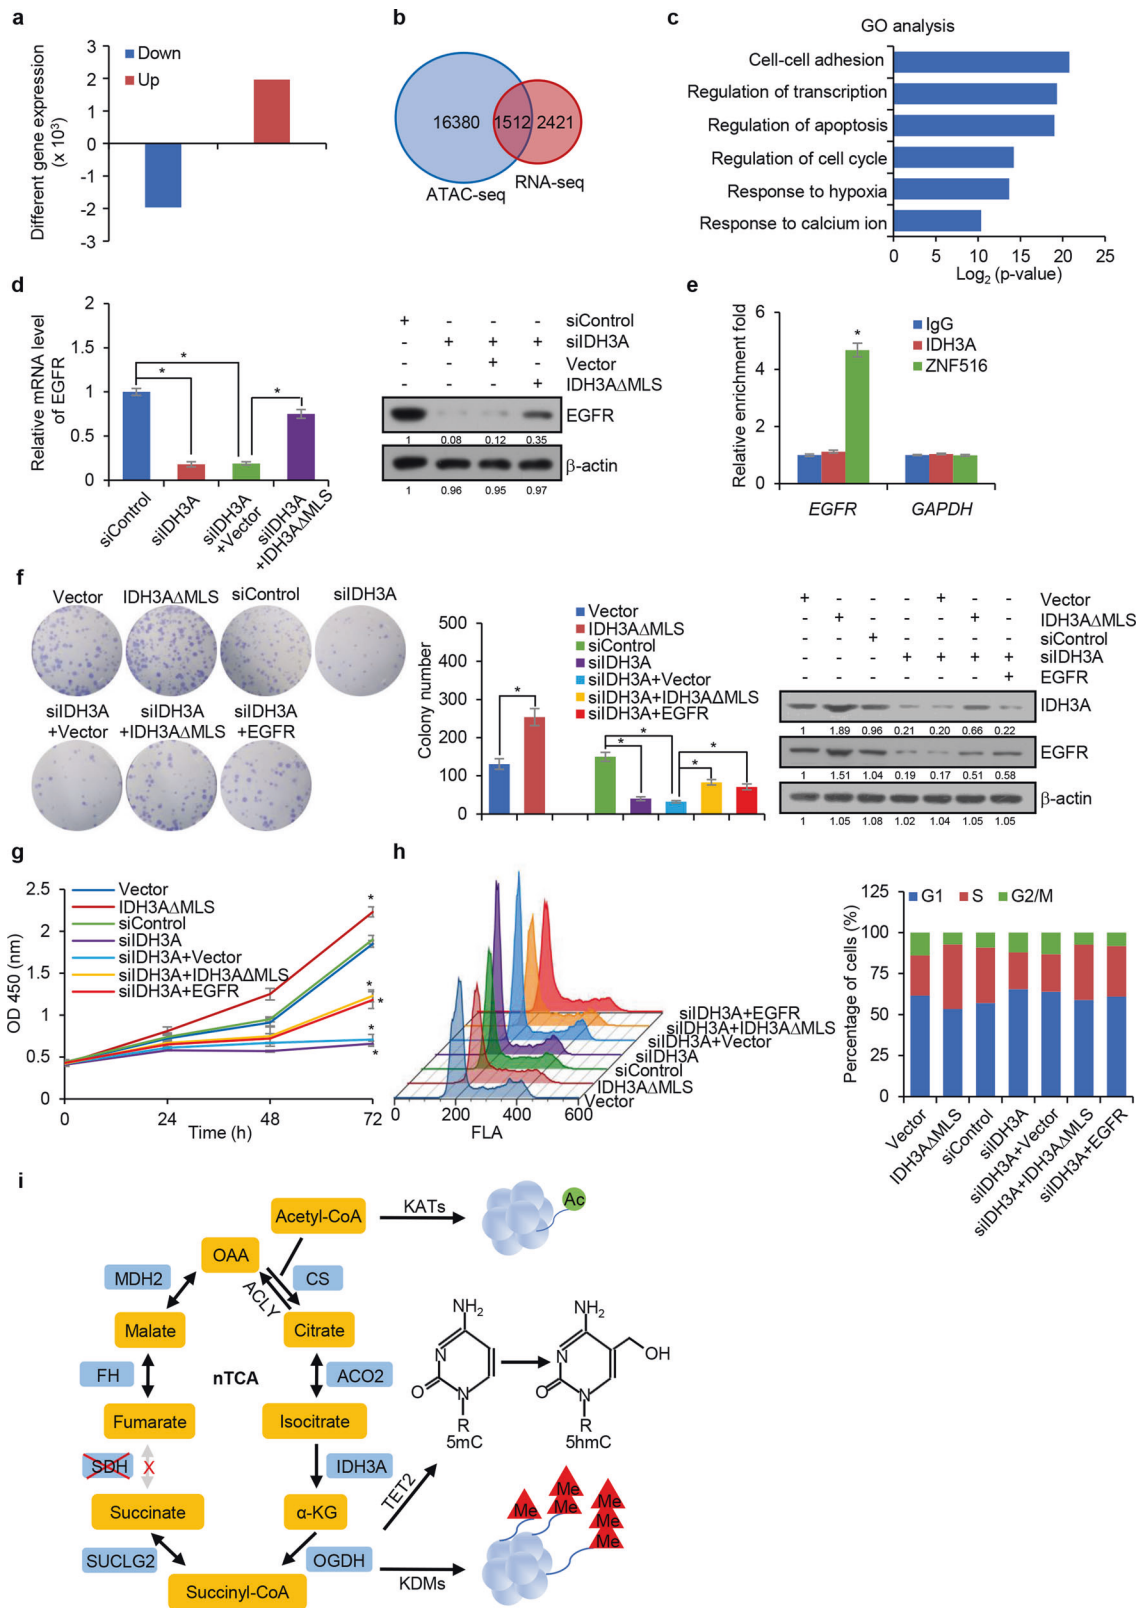 a
Different gene expression
(x 10³)
3
2
1
0
-1
-2
-3
Down
Up
b
16380
1512
2421
ATAC-seq
RNA-seq
c
GO analysis
Cell-cell adhesion
Regulation of transcription
Regulation of apoptosis
Regulation of cell cycle
Response to hypoxia
Response to calcium ion
0 5 10 15 20 25
Log₂ (p-value)
d
Relative mRNA level
of EGFR
2
1.5
1
0.5
0
* * *
siControl
siIDH3A
siIDH3A
+Vector
siIDH3A
+IDH3AΔMLS
+ - - - siControl
- + + + siIDH3A
- - + - Vector
- - - + IDH3AΔMLS
EGFR
1 0.08 0.12 0.35
β-actin
1 0.96 0.95 0.97
e
Relative enrichment fold
6
4
2
0
*
IgG
IDH3A
ZNF516
EGFR GAPDH
f
Vector IDH3AΔMLS siControl siIDH3A
siIDH3A
+Vector
siIDH3A
+IDH3AΔMLS
siIDH3A
+EGFR
Colony number
500
400
300
200
100
0
Vector
IDH3AΔMLS
siControl
siIDH3A
siIDH3A+Vector
siIDH3A+IDH3AΔMLS
siIDH3A+EGFR
* * * * *
+ - - - + - - Vector
- + - - - + - IDH3AΔMLS
- - + - - - - siControl
- - - + + + + siIDH3A
- - - - - - + EGFR
IDH3A
1 1.89 0.96 0.21 0.20 0.66 0.22
EGFR
1 1.51 1.04 0.19 0.17 0.51 0.58
β-actin
1 1.05 1.08 1.02 1.04 1.05 1.05
g
OD 450 (nm)
2.5
2
1.5
1
0.5
0
Vector
IDH3AΔMLS
siControl
siIDH3A
siIDH3A+Vector
siIDH3A+IDH3AΔMLS
siIDH3A+EGFR
* * * * *
0 24 48 72
Time (h)
h
siIDH3A+EGFR
siIDH3A+IDH3AΔMLS
siIDH3A+Vector
siIDH3A
siControl
IDH3AΔMLS
Vector
0 200 400 600
FLA
Percentage of cells (%)
125
100
75
50
25
0
G1 S G2/M
Vector
IDH3AΔMLS
siControl
siIDH3A
siIDH3A+Vector
siIDH3A+IDH3AΔMLS
siIDH3A+EGFR
i
Acetyl-CoA
KATs
Ac
OAA
MDH2
CS
ACLY
Malate
Citrate
FH
nTCA
ACO2
Fumarate
Isocitrate
SDH
X
IDH3A
Succinate
α-KG
SUCLG2
OGDH
Succinyl-CoA
TET2
KDMs
NH₂
N
O
N
R
5mC
NH₂
N
OH
O
N
R
5hmC
Me
Me
Me
Me
Me
Me